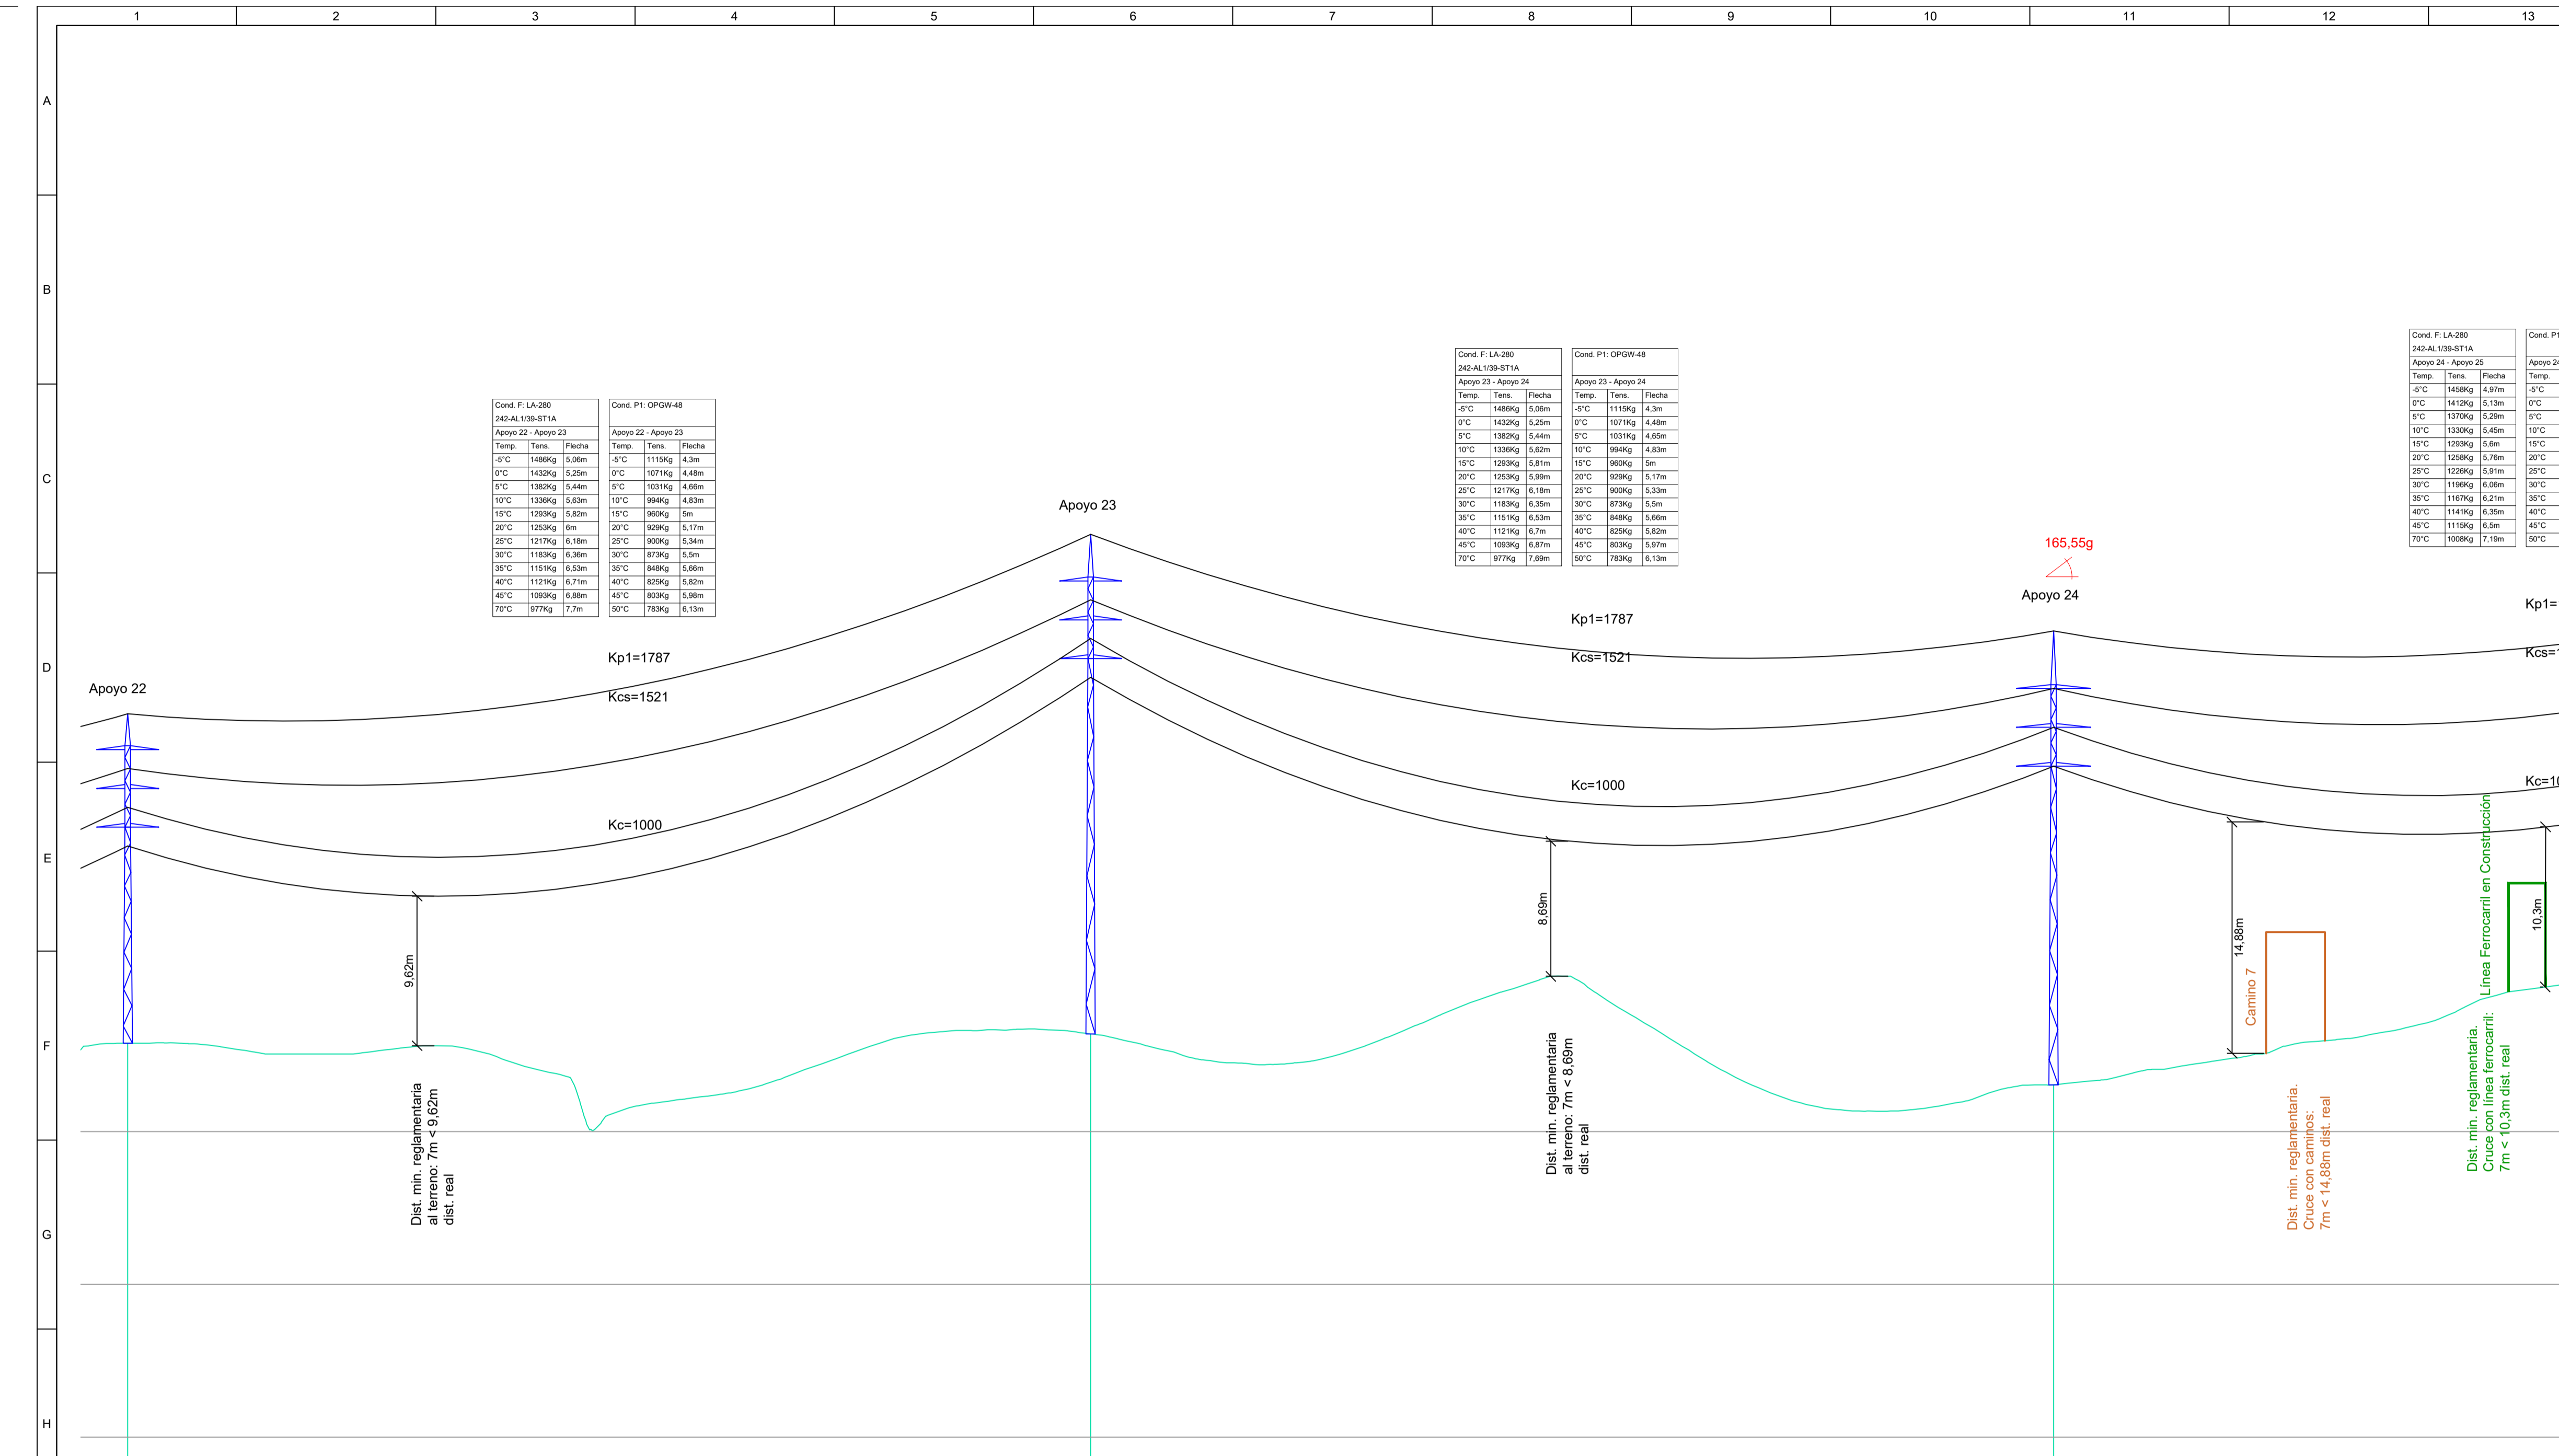 1 2 3 4 5 6 7 8 9 10 11 12 13
A
B
C
D
E
F
G
H
Apoyo 22
Cond. F: LA-280
242-AL1/39-ST1A
Apoyo 22 - Apoyo 23
Temp. Tens. Flecha
-5°C 1486Kg 5,06m
0°C 1432Kg 5,25m
5°C 1382Kg 5,44m
10°C 1336Kg 5,63m
15°C 1293Kg 5,82m
20°C 1253Kg 6m
25°C 1217Kg 6,18m
30°C 1183Kg 6,36m
35°C 1151Kg 6,53m
40°C 1121Kg 6,71m
45°C 1093Kg 6,88m
70°C 977Kg 7,7m
Cond. P1: OPGW-48
Apoyo 22 - Apoyo 23
Temp. Tens. Flecha
-5°C 1115Kg 4,3m
0°C 1071Kg 4,48m
5°C 1031Kg 4,66m
10°C 994Kg 4,83m
15°C 960Kg 5m
20°C 929Kg 5,17m
25°C 900Kg 5,34m
30°C 873Kg 5,5m
35°C 848Kg 5,66m
40°C 825Kg 5,82m
45°C 803Kg 5,98m
50°C 783Kg 6,13m
Kp1=1787
Kcs=1521
Kc=1000
9,62m
Dist. min. reglamentaria
al terreno: 7m < 9,62m
dist. real
Apoyo 23
Cond. F: LA-280
242-AL1/39-ST1A
Apoyo 23 - Apoyo 24
Temp. Tens. Flecha
-5°C 1486Kg 5,06m
0°C 1432Kg 5,25m
5°C 1382Kg 5,44m
10°C 1336Kg 5,62m
15°C 1293Kg 5,81m
20°C 1253Kg 5,99m
25°C 1217Kg 6,18m
30°C 1183Kg 6,35m
35°C 1151Kg 6,53m
40°C 1121Kg 6,7m
45°C 1093Kg 6,87m
70°C 977Kg 7,69m
Cond. P1: OPGW-48
Apoyo 23 - Apoyo 24
Temp. Tens. Flecha
-5°C 1115Kg 4,3m
0°C 1071Kg 4,48m
5°C 1031Kg 4,65m
10°C 994Kg 4,83m
15°C 960Kg 5m
20°C 929Kg 5,17m
25°C 900Kg 5,33m
30°C 873Kg 5,5m
35°C 848Kg 5,66m
40°C 825Kg 5,82m
45°C 803Kg 5,97m
50°C 783Kg 6,13m
Kp1=1787
Kcs=1521
Kc=1000
8,69m
Dist. min. reglamentaria
al terreno: 7m < 8,69m
dist. real
165,55g
Apoyo 24
Cond. F: LA-280
242-AL1/39-ST1A
Apoyo 24 - Apoyo 25
Temp. Tens. Flecha
-5°C 1458Kg 4,97m
0°C 1412Kg 5,13m
5°C 1370Kg 5,29m
10°C 1330Kg 5,45m
15°C 1293Kg 5,6m
20°C 1258Kg 5,76m
25°C 1226Kg 5,91m
30°C 1196Kg 6,06m
35°C 1167Kg 6,21m
40°C 1141Kg 6,35m
45°C 1115Kg 6,5m
70°C 1008Kg 7,19m
Cond. P1
Apoyo 24
Temp.
-5°C
0°C
5°C
10°C
15°C
20°C
25°C
30°C
35°C
40°C
45°C
50°C
Kp1=
Kcs=1
Kc=10
14,88m
Camino 7
Dist. min. reglamentaria.
Cruce con caminos:
7m < 14,88m dist. real
Línea Ferrocarril en Construcción
10,3m
Dist. min. reglamentaria.
Cruce con línea ferrocarril:
7m < 10,3m dist. real